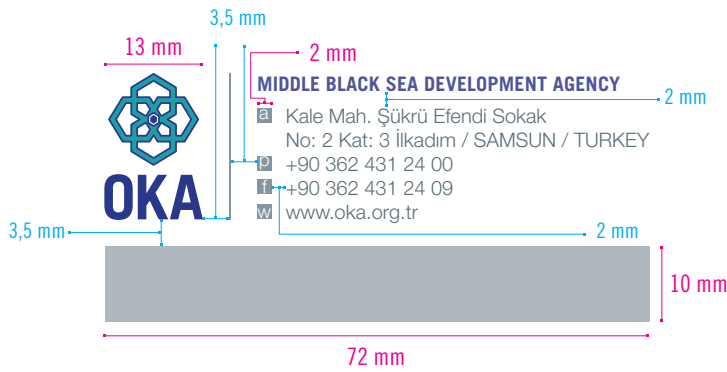 3,5 mm
13 mm
2 mm
MIDDLE BLACK SEA DEVELOPMENT AGENCY
2 mm
a Kale Mah. Şükrü Efendi Sokak
No: 2 Kat: 3 İlkadım / SAMSUN / TURKEY
p +90 362 431 24 00
OKA
f +90 362 431 24 09
w www.oka.org.tr
3,5 mm
2 mm
10 mm
72 mm